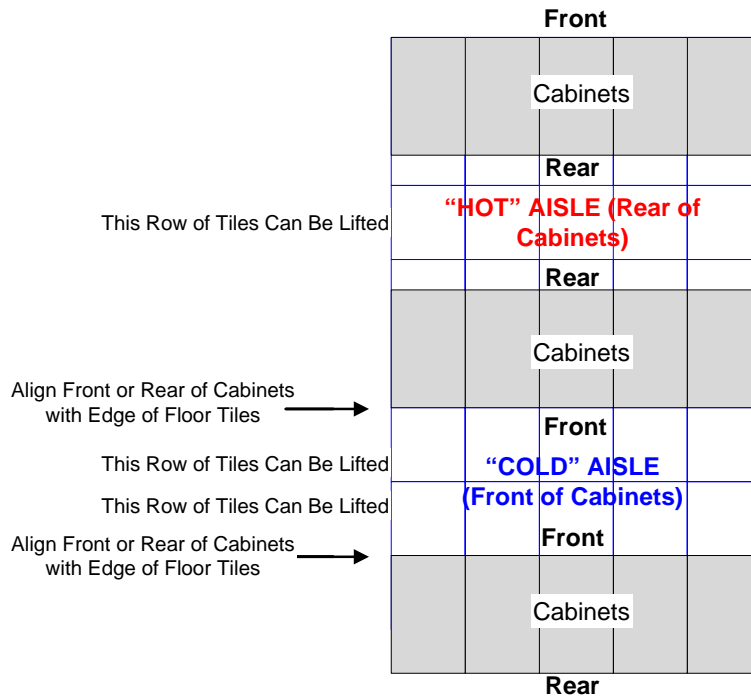 Front
Cabinets
Rear
This Row of Tiles Can Be Lifted
“HOT” AISLE (Rear of
Cabinets)
Rear
Cabinets
Align Front or Rear of Cabinets
with Edge of Floor Tiles
Front
This Row of Tiles Can Be Lifted
“COLD” AISLE
(Front of Cabinets)
This Row of Tiles Can Be Lifted
Align Front or Rear of Cabinets
with Edge of Floor Tiles
Front
Cabinets
Rear